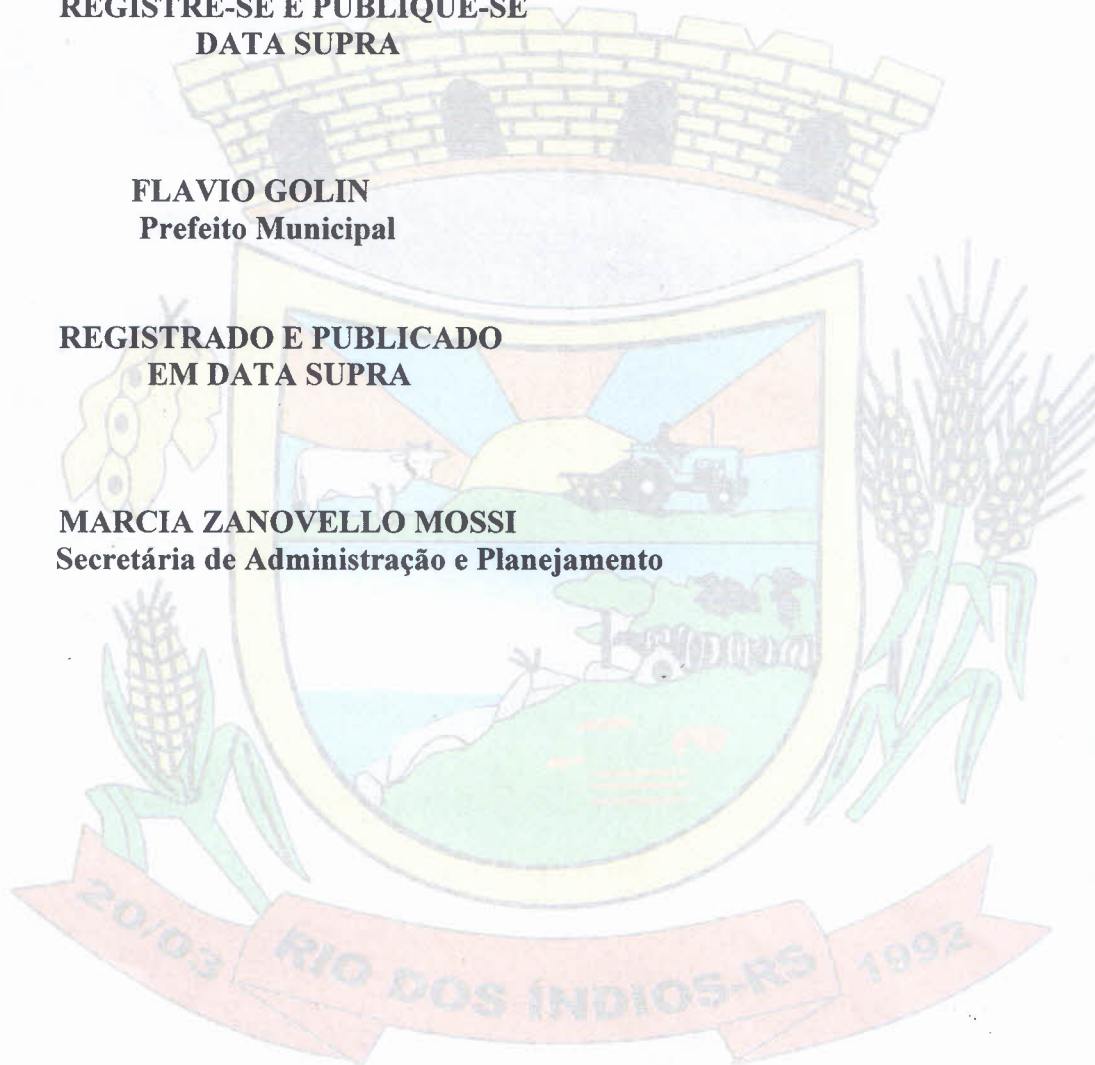 REGISTRE-SE E PUBLIQUE-SE
DATA SUPRA
FLAVIO GOLIN
Prefeito Municipal
REGISTRADO E PUBLICADO
EM DATA SUPRA
MARCIA ZANOVELLO MOSSI
Secretária de Administração e Planejamento
20/03 RIO DOS ÍNDIOS-RS 1992